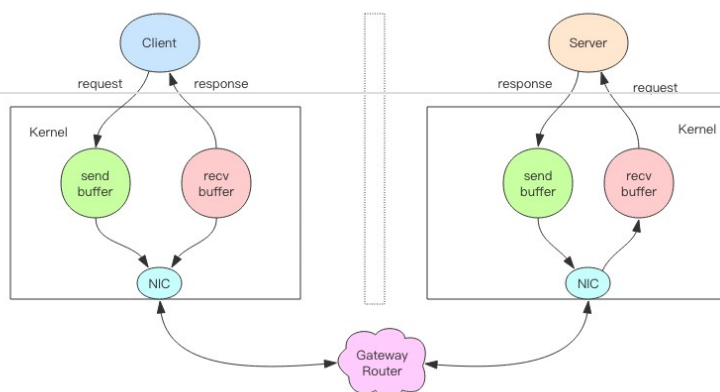 Client
Server
request
response
response
request
Kernel
Kernel
send
buffer
recv
buffer
send
buffer
recv
buffer
NIC
NIC
Gateway
Router